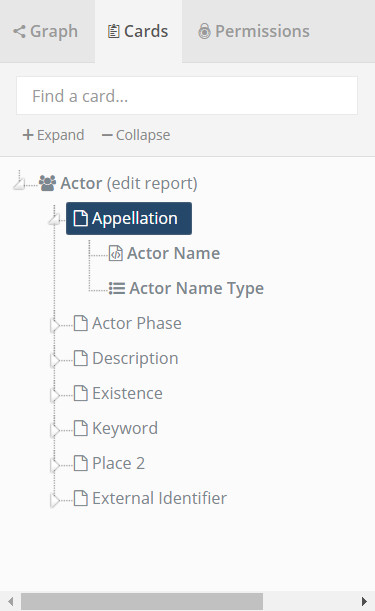 Graph Cards Permissions
Find a card...
Expand Collapse
Actor (edit report)
Appellation
Actor Name
Actor Name Type
Actor Phase
Description
Existence
Keyword
Place 2
External Identifier